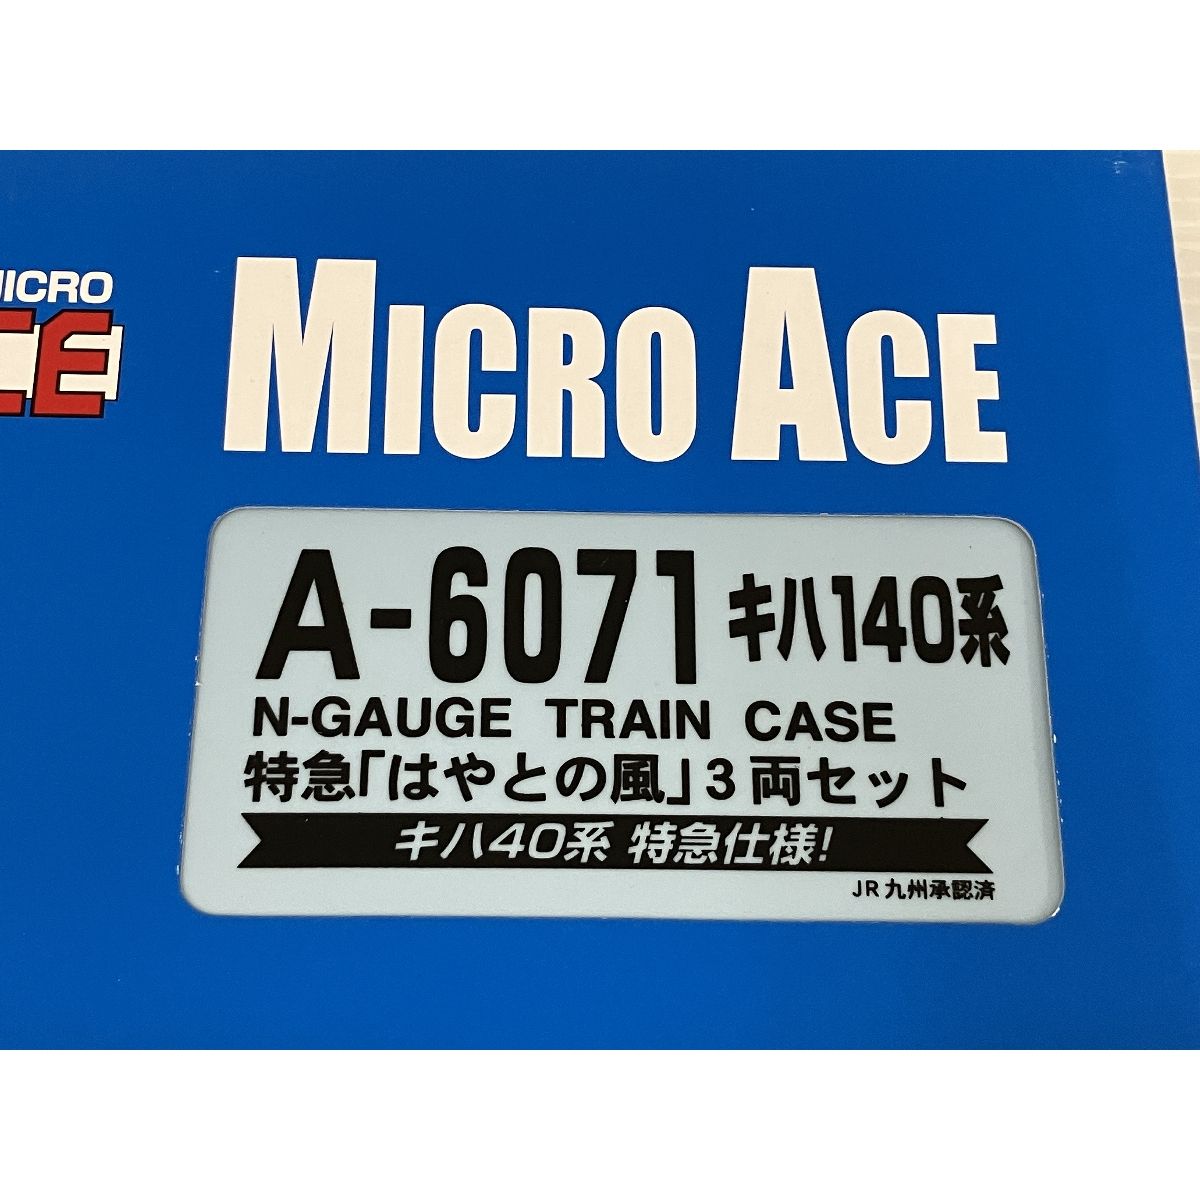 MICRO
CE
MICRO ACE
A-6071 キハ140系
N-GAUGE TRAIN CASE
特急「はやとの風」3両セット
キハ40系 特急仕様!
JR九州承認済